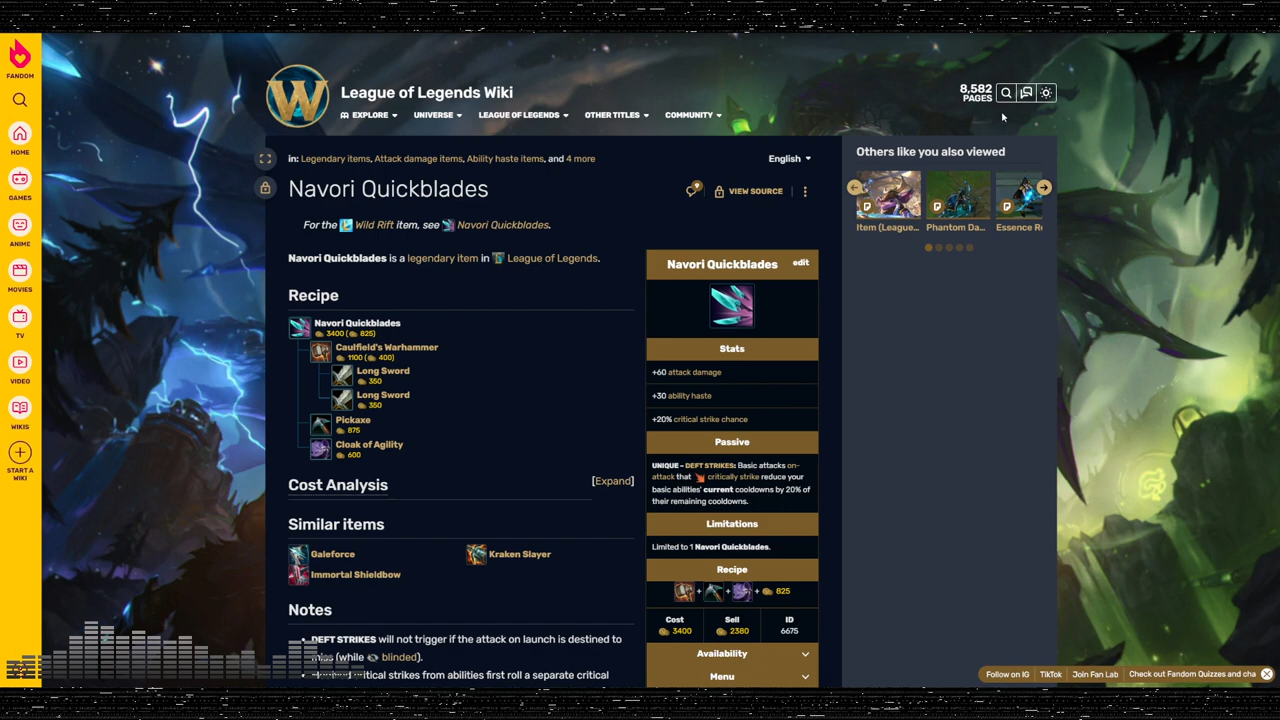 FANDOM
HOME
GAMES
ANIME
MOVIES
TV
VIDEO
WIKIS
START A
WIKI
W
League of Legends Wiki
EXPLORE
UNIVERSE
LEAGUE OF LEGENDS
OTHER TITLES
COMMUNITY
8,582
PAGES
in: Legendary items, Attack damage items, Ability haste items, and 4 more
English
Navori Quickblades
VIEW SOURCE
For the Wild Rift item, see Navori Quickblades.
Navori Quickblades is a legendary item in League of Legends.
Recipe
Navori Quickblades
3400 ( 825)
Caulfield's Warhammer
1100 ( 400)
Long Sword
350
Long Sword
350
Pickaxe
875
Cloak of Agility
600
Cost Analysis
[Expand]
Similar items
Galeforce
Kraken Slayer
Immortal Shieldbow
Notes
DEFT STRIKES will not trigger if the attack on launch is destined to
miss (while blinded).
critical strikes from abilities first roll a separate critical
Navori Quickblades
edit
Stats
+60 attack damage
+30 ability haste
+20% critical strike chance
Passive
UNIQUE – DEFT STRIKES: Basic attacks on-
attack that critically strike reduce your
basic abilities' current cooldowns by 20% of
their remaining cooldowns.
Limitations
Limited to 1 Navori Quickblades.
Recipe
+ + + 825
Cost
3400
Sell
2380
ID
6675
Availability
Menu
Others like you also viewed
Item (League...
Phantom Da...
Essence Re
Follow on IG
TikTok
Join Fan Lab
Check out Fandom Quizzes and cha